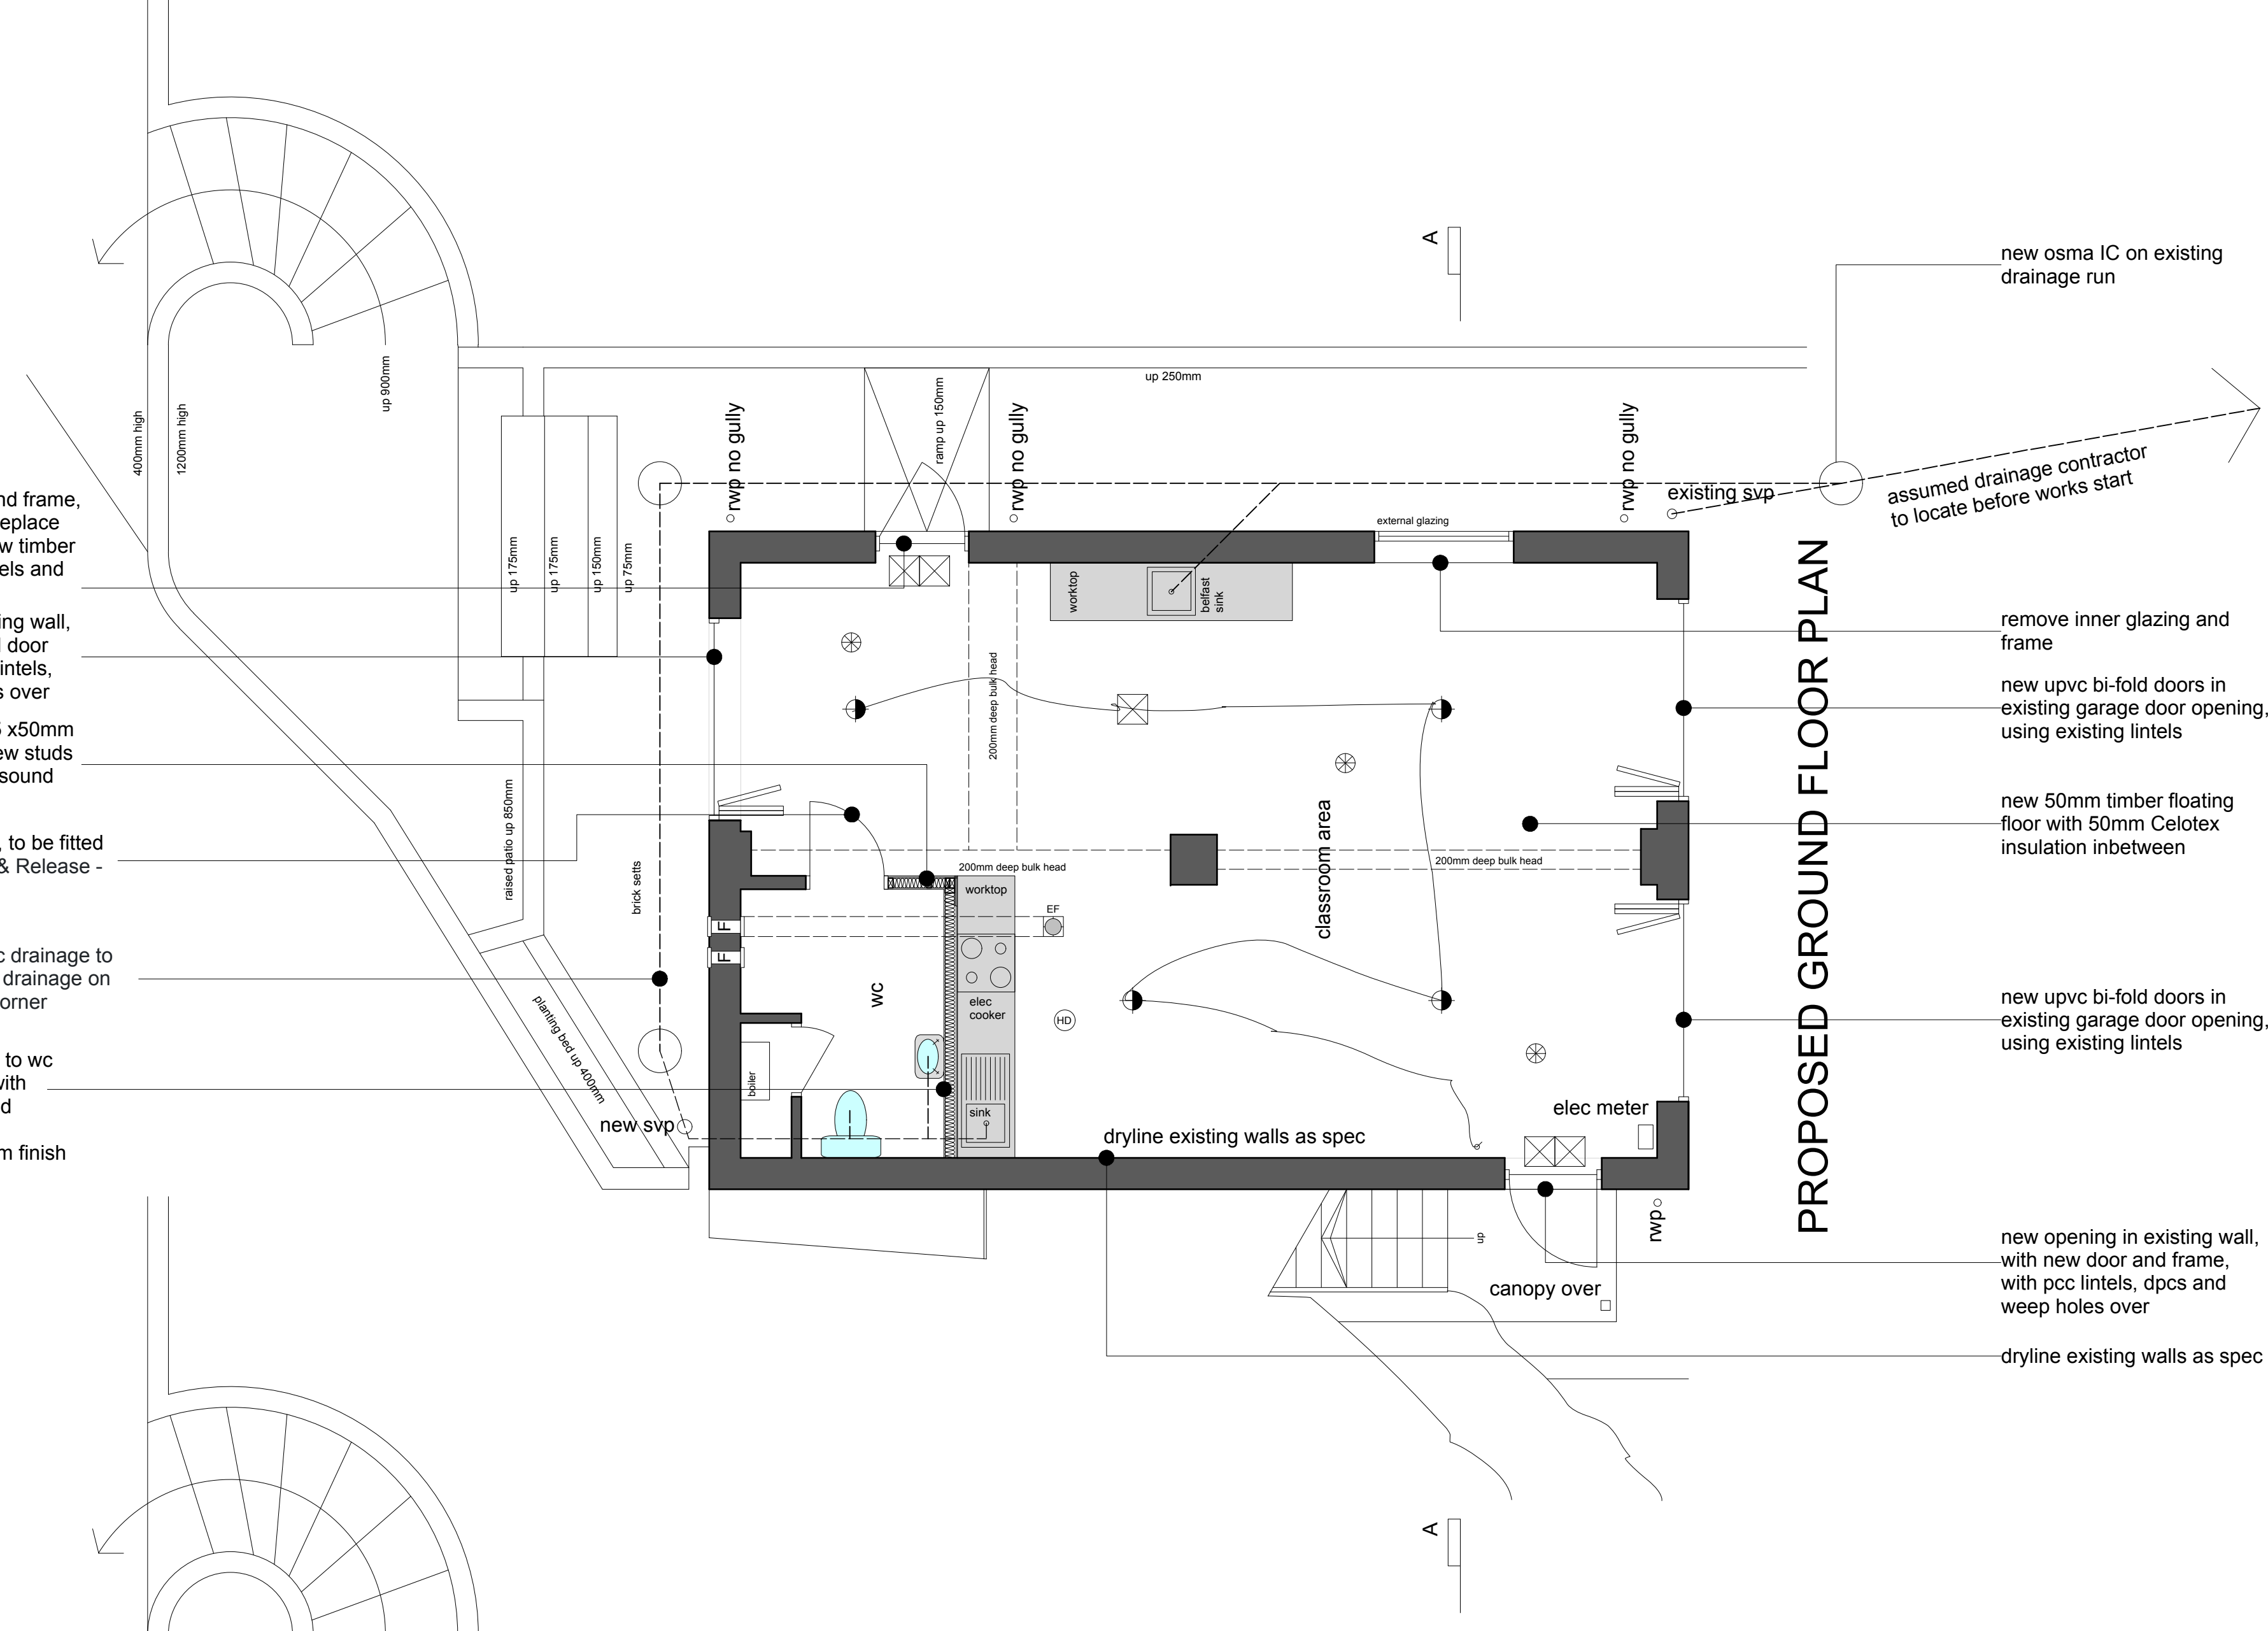 A
new osma IC on existing
drainage run
up 900mm
up 250mm
ramp up 150mm
400mm high
1200mm high
rwp no gully
rwp no gully
rwp no gully
existing svp
assumed drainage contractor
to locate before works start
nd frame,
eplace
w timber
els and
external glazing
up 175mm
up 175mm
up 150mm
up 75mm
worktop
belfast
sink
ing wall,
door
intels,
s over
remove inner glazing and
frame
PROPOSED GROUND FLOOR PLAN
200mm deep bulk head
new upvc bi-fold doors in
existing garage door opening,
using existing lintels
x50mm
ew studs
sound
raised patio up 850mm
brick setts
classroom area
new 50mm timber floating
floor with 50mm Celotex
insulation inbetween
, to be fitted
& Release -
200mm deep bulk head
200mm deep bulk head
worktop
EF
F
F
c drainage to
drainage on
orner
wc
elec
cooker
HD
new upvc bi-fold doors in
existing garage door opening,
using existing lintels
planting bed up 400mm
to wc
with
d
m finish
boiler
sink
new svp
elec meter
dryline existing walls as spec
rwp
up
canopy over
new opening in existing wall,
with new door and frame,
with pcc lintels, dpcs and
weep holes over
dryline existing walls as spec
A